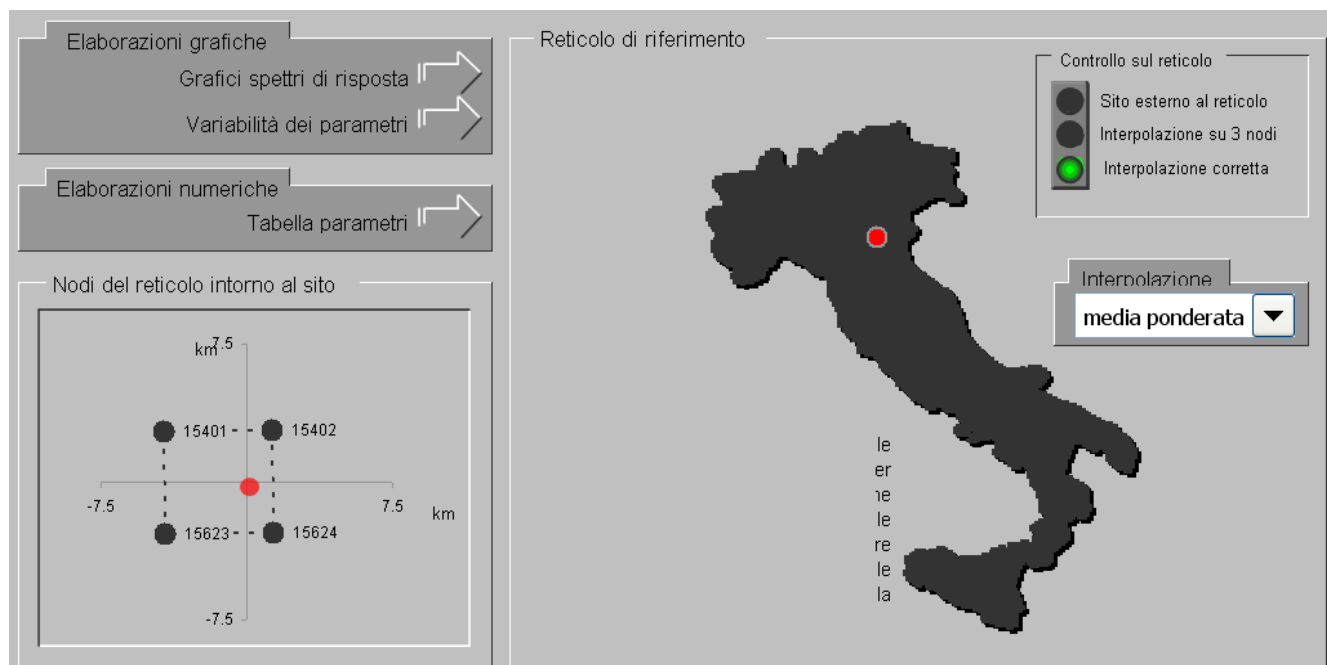 Elaborazioni grafiche
Grafici spettri di risposta
Variabilità dei parametri
Elaborazioni numeriche
Tabella parametri
Nodi del reticolo intorno al sito
km 7.5
15401
15402
-7.5
7.5
km
15623
15624
-7.5
Reticolo di riferimento
Controllo sul reticolo
Sito esterno al reticolo
Interpolazione su 3 nodi
Interpolazione corretta
Interpolazione
media ponderata
le
er
ne
le
re
le
la